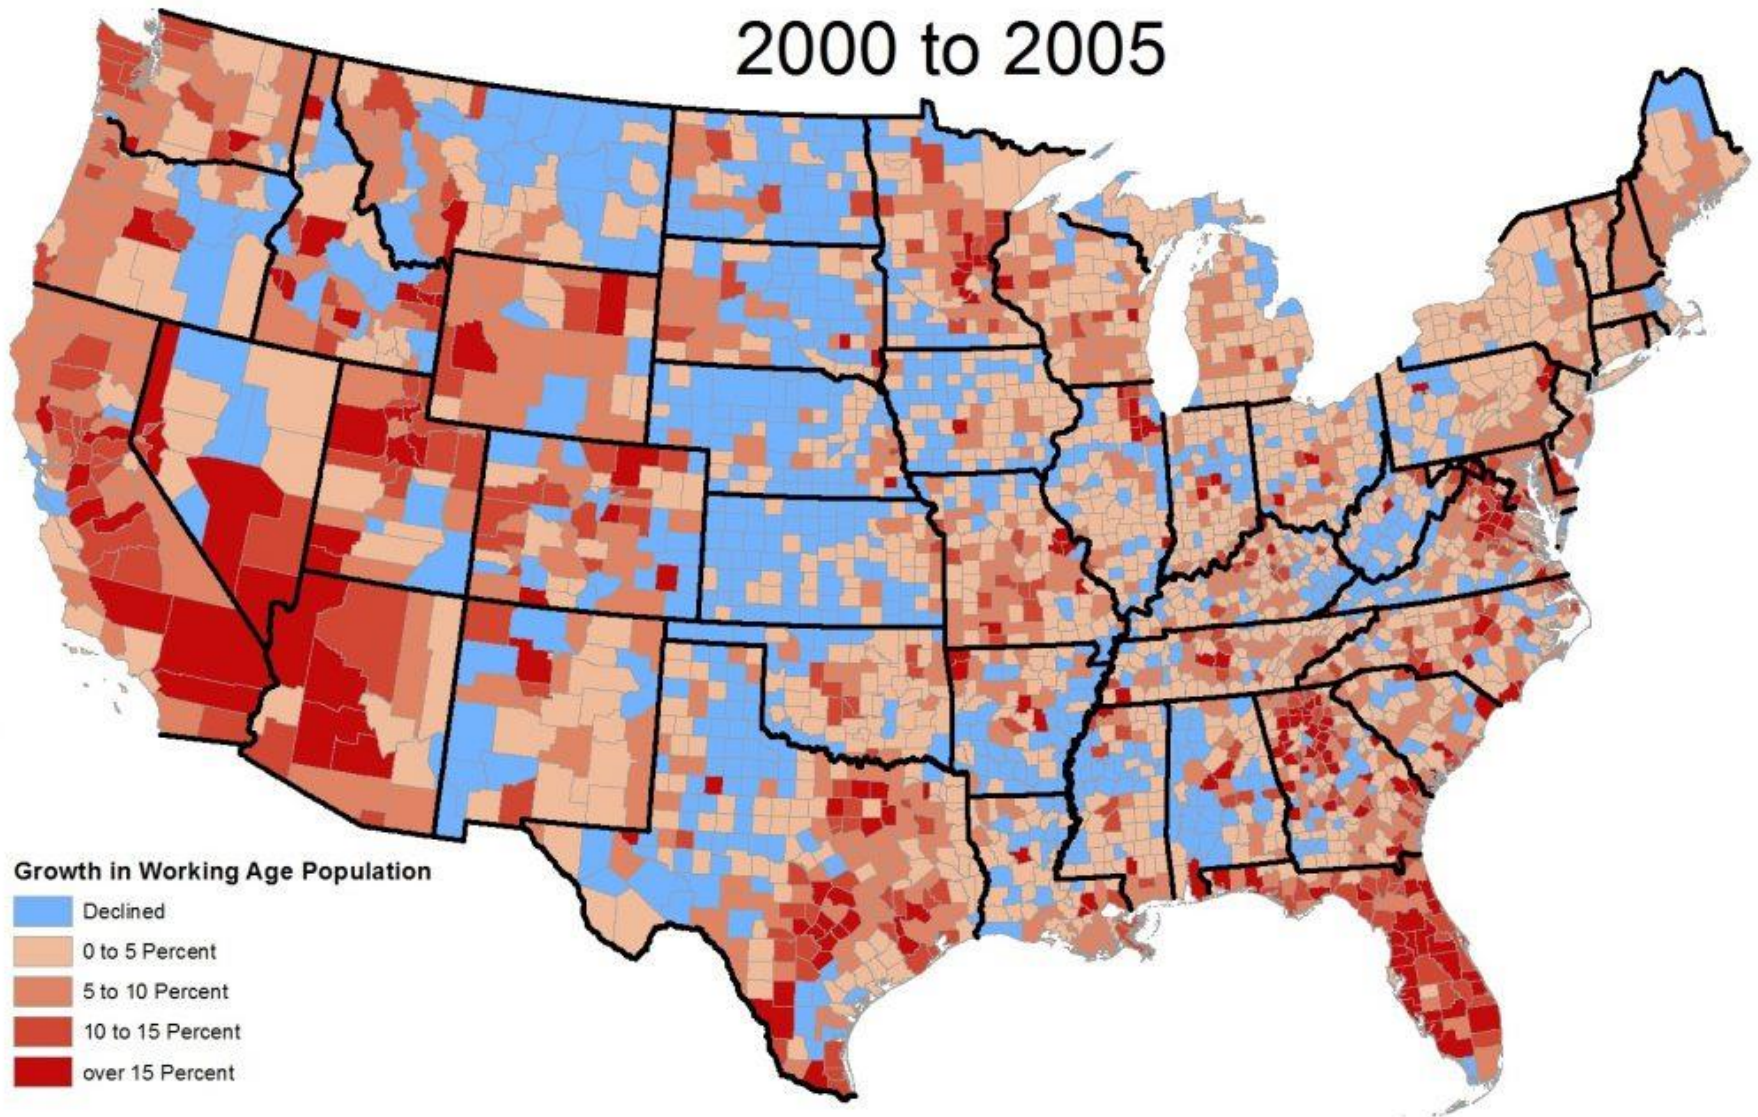 2000 to 2005
Growth in Working Age Population
Declined
0 to 5 Percent
5 to 10 Percent
10 to 15 Percent
over 15 Percent